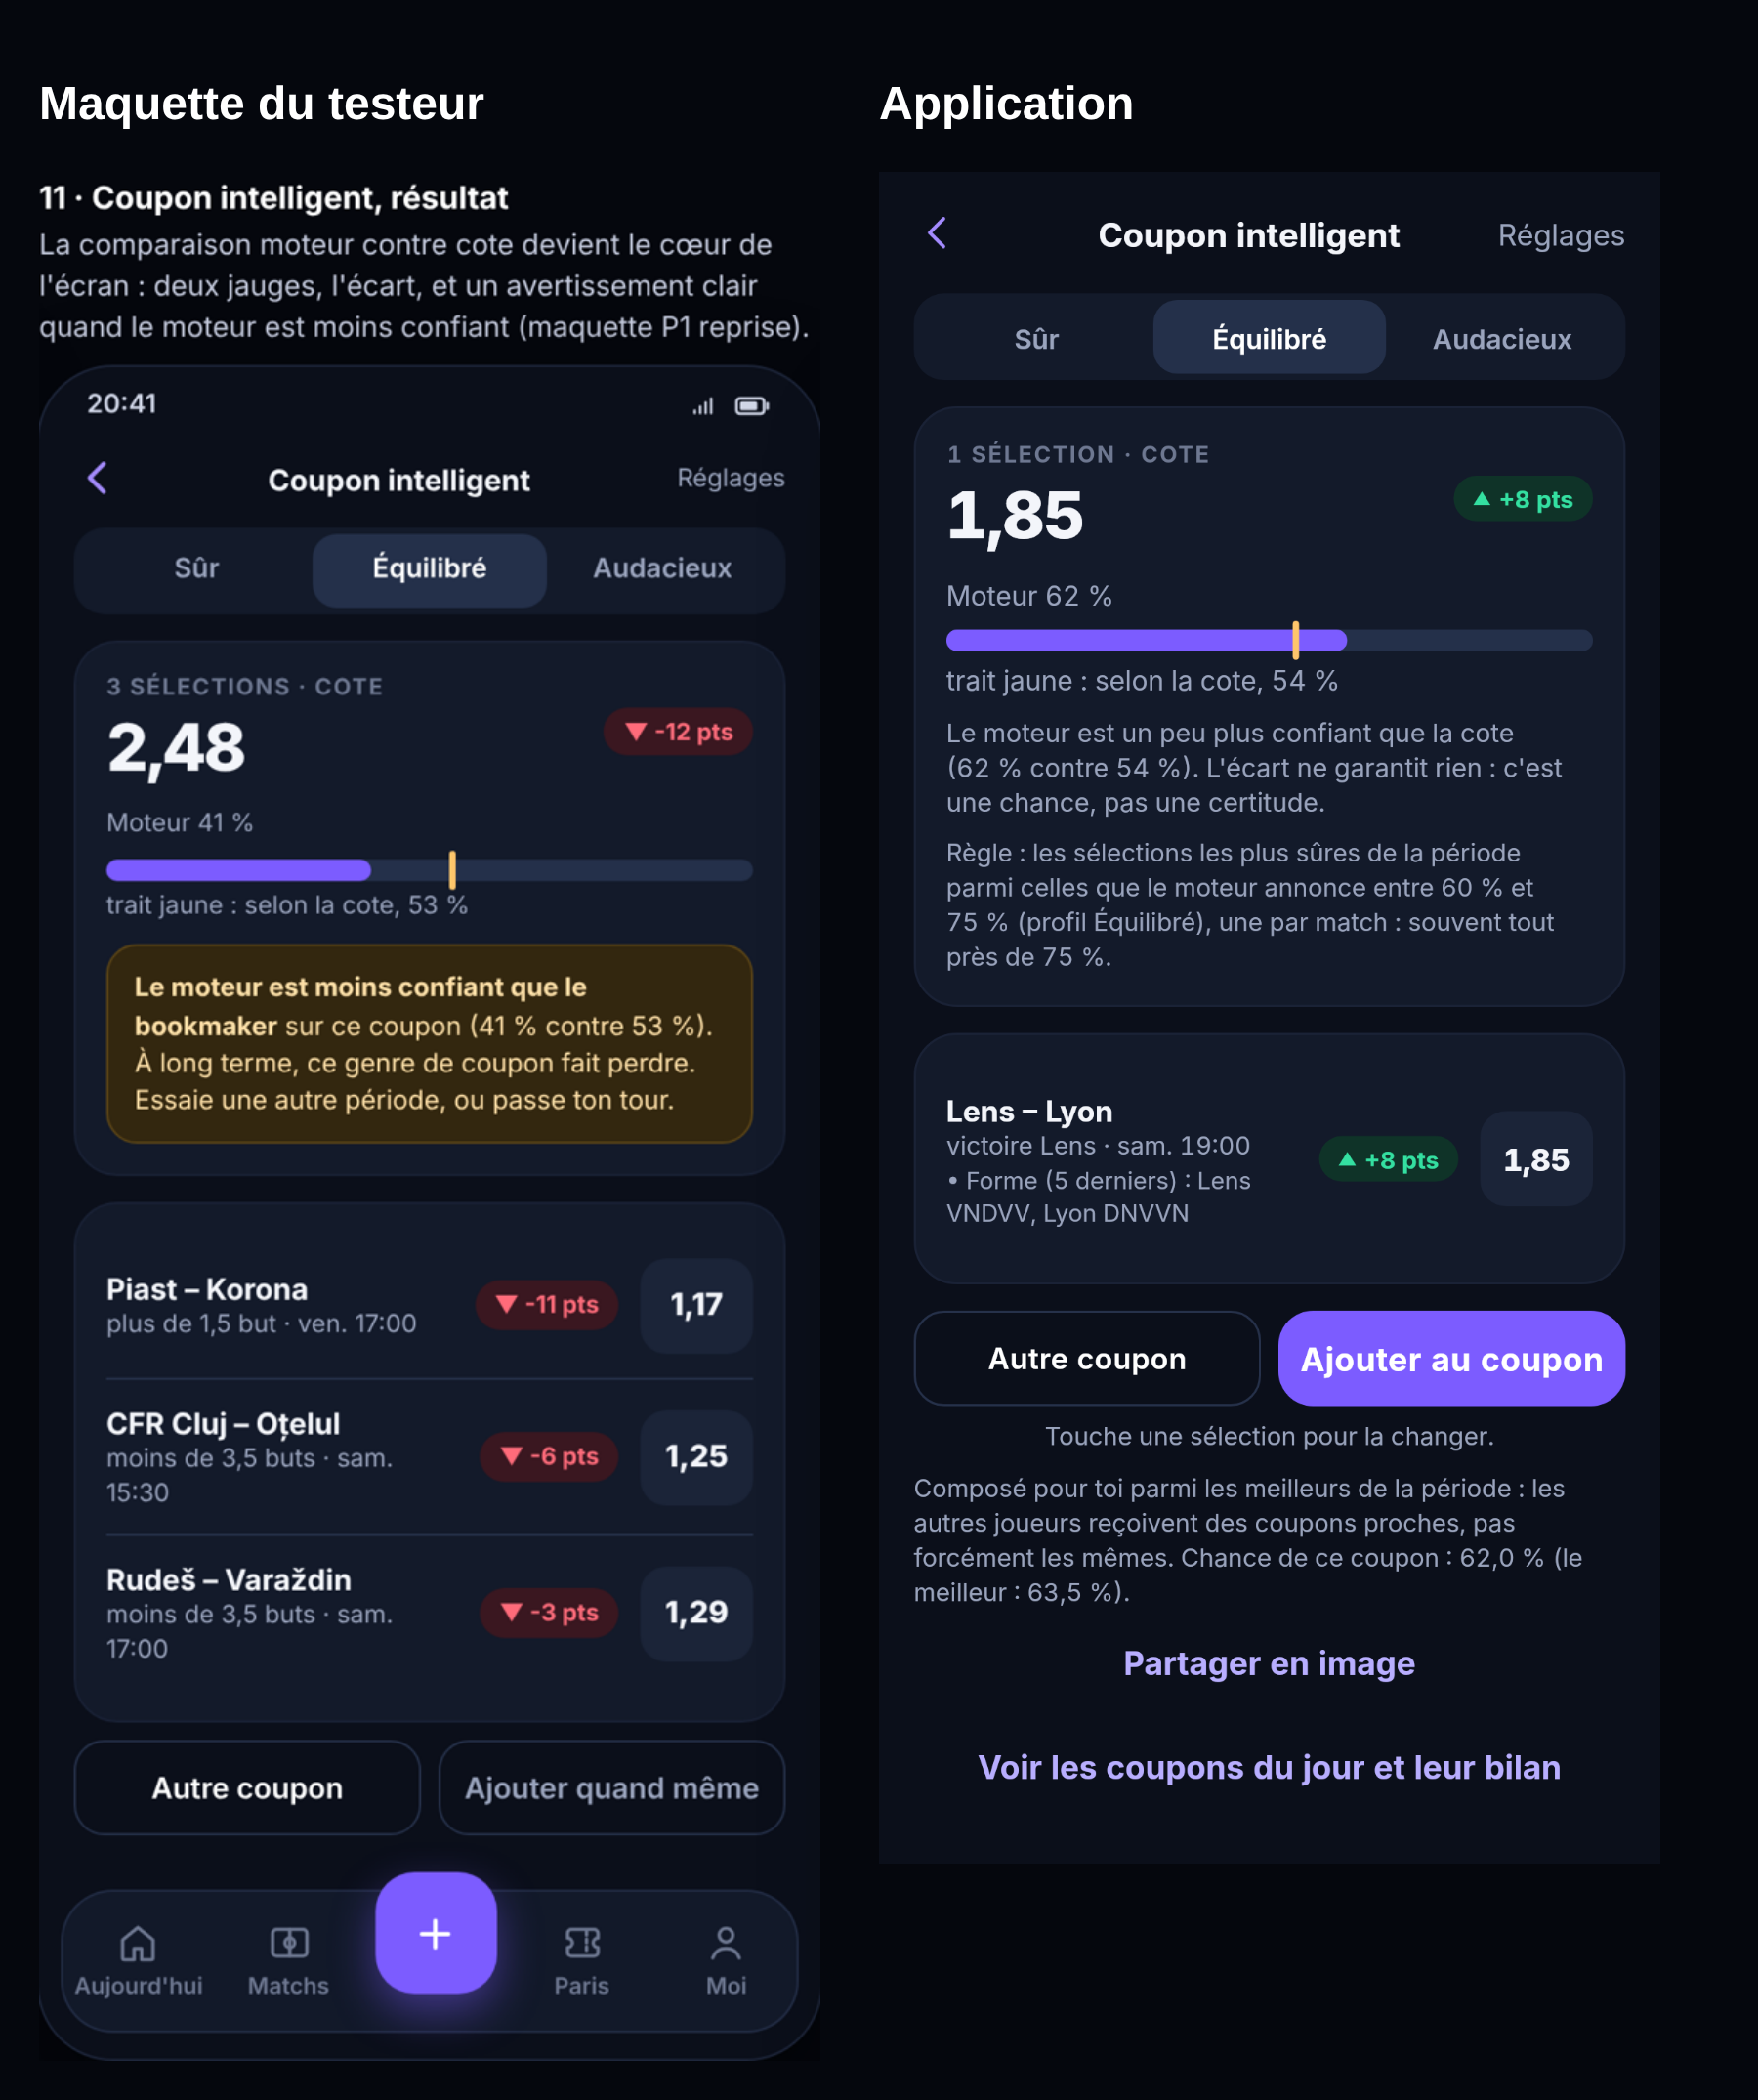 Maquette du testeur
11 · Coupon intelligent, résultat
La comparaison moteur contre cote devient le cœur de
l'écran : deux jauges, l'écart, et un avertissement clair
quand le moteur est moins confiant (maquette P1 reprise).
20:41
Coupon intelligent
Réglages
Sûr
Équilibré
Audacieux
3 SÉLECTIONS · COTE
2,48
▼ -12 pts
Moteur 41 %
trait jaune : selon la cote, 53 %
Le moteur est moins confiant que le
bookmaker sur ce coupon (41 % contre 53 %).
À long terme, ce genre de coupon fait perdre.
Essaie une autre période, ou passe ton tour.
Piast – Korona
plus de 1,5 but · ven. 17:00
▼ -11 pts
1,17
CFR Cluj – Oțelul
moins de 3,5 buts · sam.
15:30
▼ -6 pts
1,25
Rudeš – Varaždin
moins de 3,5 buts · sam.
17:00
▼ -3 pts
1,29
Autre coupon
Ajouter quand même
Aujourd'hui
Matchs
+
Paris
Moi
Application
Coupon intelligent
Réglages
Sûr
Équilibré
Audacieux
1 SÉLECTION · COTE
1,85
▲ +8 pts
Moteur 62 %
trait jaune : selon la cote, 54 %
Le moteur est un peu plus confiant que la cote
(62 % contre 54 %). L'écart ne garantit rien : c'est
une chance, pas une certitude.
Règle : les sélections les plus sûres de la période
parmi celles que le moteur annonce entre 60 % et
75 % (profil Équilibré), une par match : souvent tout
près de 75 %.
Lens – Lyon
victoire Lens · sam. 19:00
• Forme (5 derniers) : Lens
VNDVV, Lyon DNVVN
▲ +8 pts
1,85
Autre coupon
Ajouter au coupon
Touche une sélection pour la changer.
Composé pour toi parmi les meilleurs de la période : les
autres joueurs reçoivent des coupons proches, pas
forcément les mêmes. Chance de ce coupon : 62,0 % (le
meilleur : 63,5 %).
Partager en image
Voir les coupons du jour et leur bilan